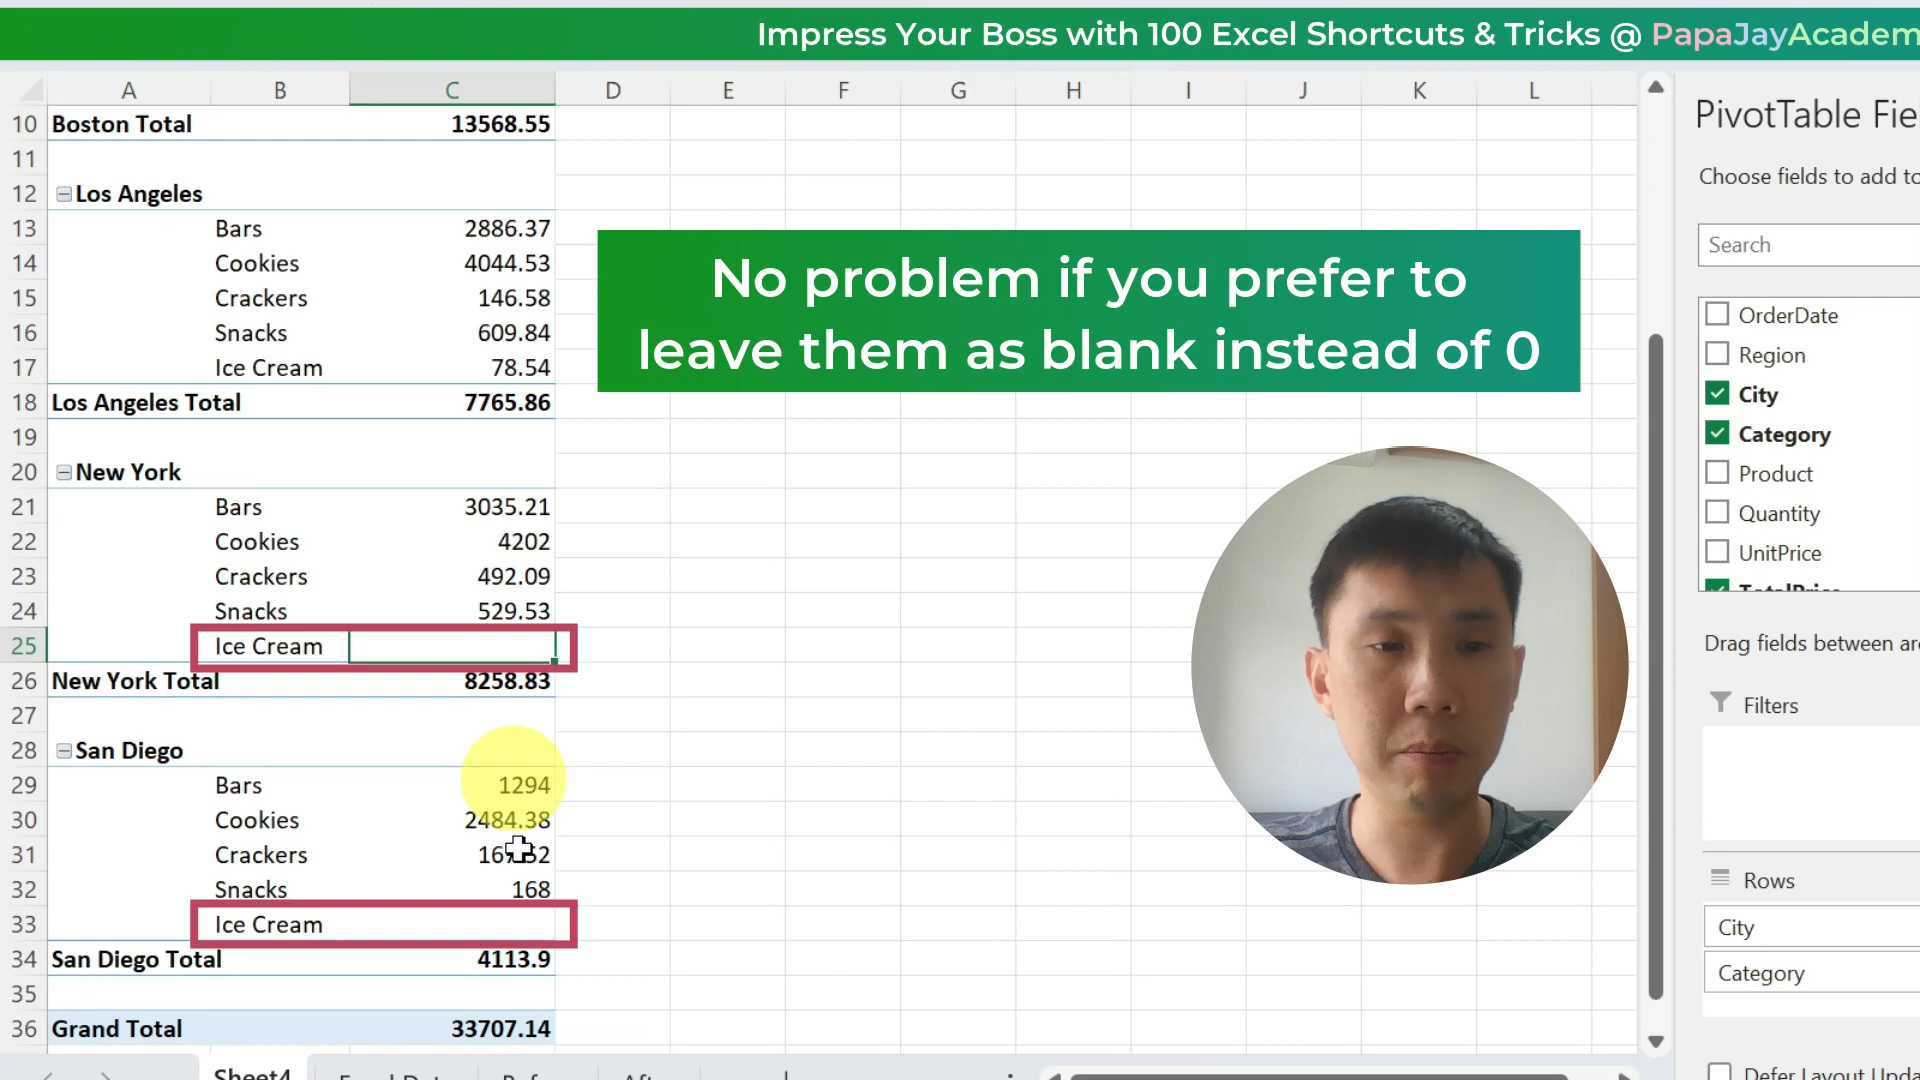 Impress Your Boss with 100 Excel Shortcuts & Tricks @ PapaJayAcadem
A B C D E F G H I J K L
10 Boston Total 13568.55
11
12 Los Angeles
13 Bars 2886.37
14 Cookies 4044.53
15 Crackers 146.58
16 Snacks 609.84
17 Ice Cream 78.54
18 Los Angeles Total 7765.86
19
20 New York
21 Bars 3035.21
22 Cookies 4202
23 Crackers 492.09
24 Snacks 529.53
25 Ice Cream
26 New York Total 8258.83
27
28 San Diego
29 Bars 1294
30 Cookies 2484.38
31 Crackers
32 Snacks 168
33 Ice Cream
34 San Diego Total 4113.9
35
36 Grand Total 33707.14
Sheet4
No problem if you prefer to
leave them as blank instead of 0
PivotTable Fie
Choose fields to add to
Search
OrderDate
Region
City
Category
Product
Quantity
UnitPrice
TotalPrice
Drag fields between are
Filters
Rows
City
Category
Defer Layout Upda